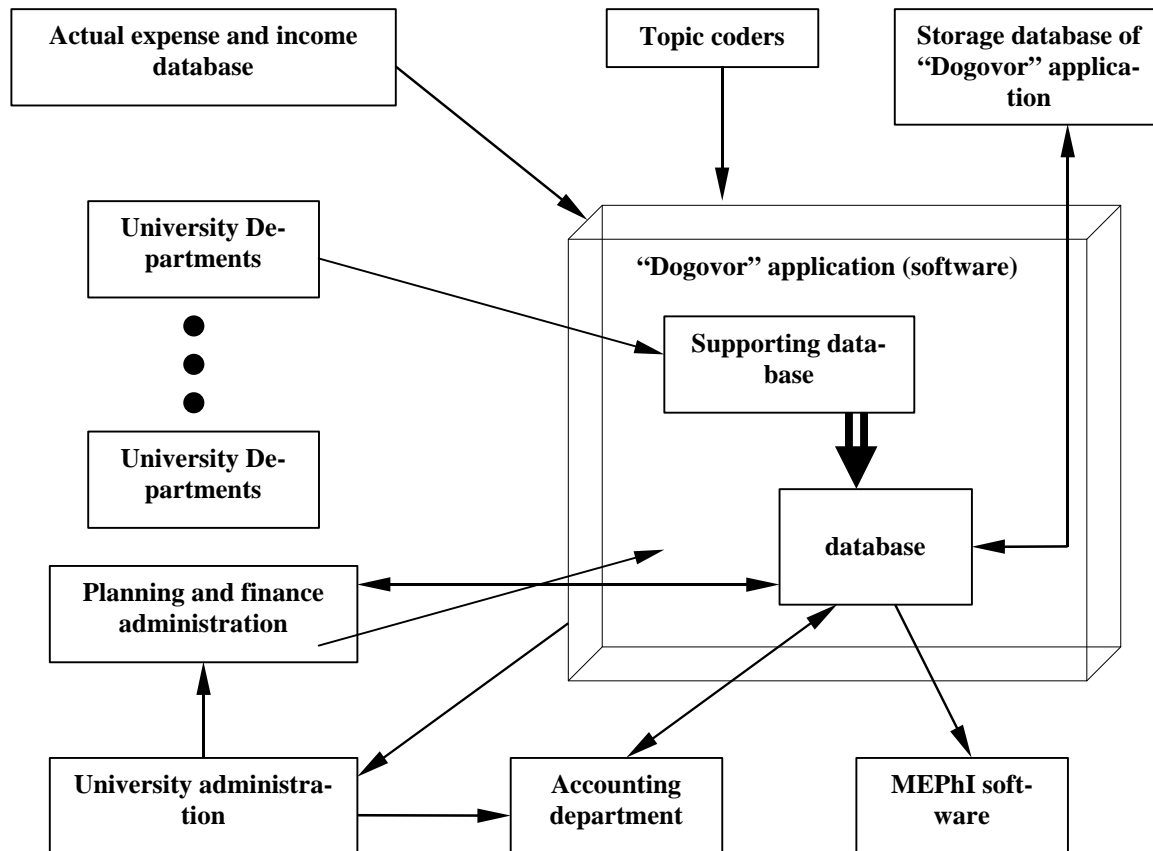 Actual expense and income
database
Topic coders
Storage database of
“Dogovor” applica-
tion
University De-
partments
“Dogovor” application (software)
Supporting data-
base
University De-
partments
database
Planning and finance
administration
University administra-
tion
Accounting
department
MEPhI soft-
ware